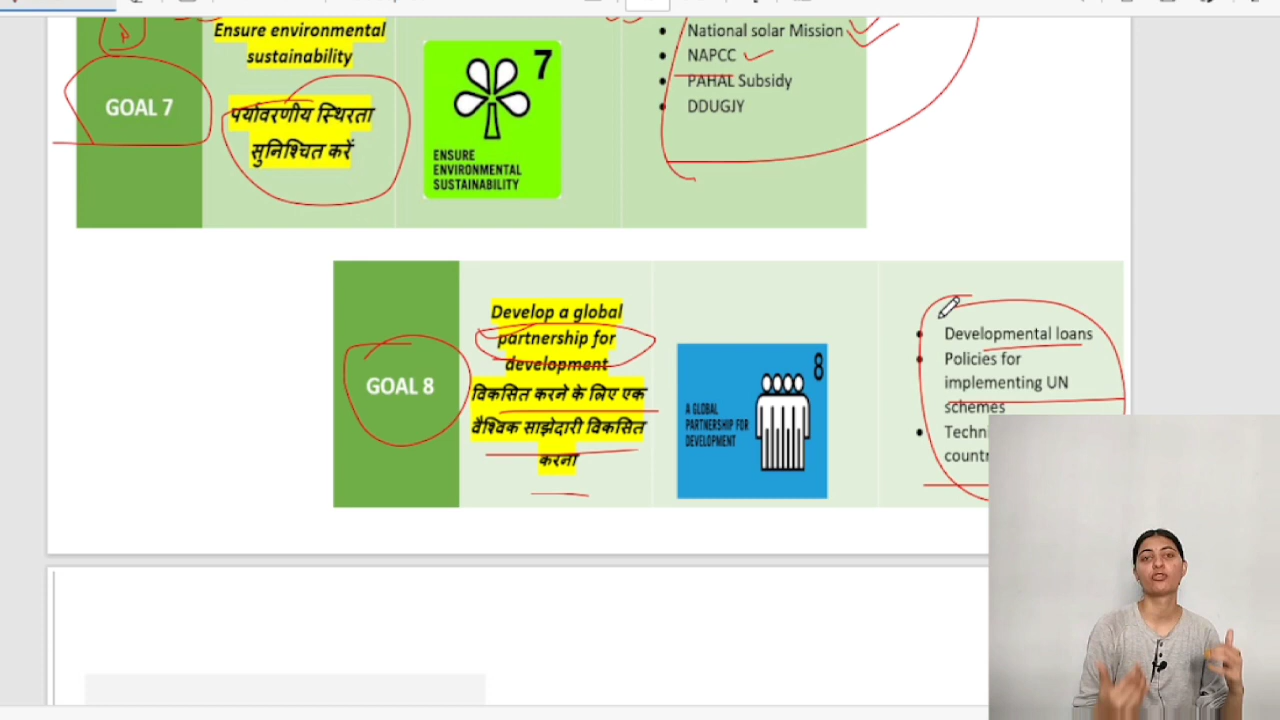 Ensure environmental
sustainability
GOAL 7
पर्यावरणीय स्थिरता
सुनिश्चित करें
7
ENSURE
ENVIRONMENTAL
SUSTAINABILITY
National solar Mission
NAPCC
PAHAL Subsidy
DDUGJY
GOAL 8
Develop a global
partnership for
development
विकसित करने के लिए एक
वैश्विक साझेदारी विकसित
करना
8
A GLOBAL
PARTNERSHIP FOR
DEVELOPMENT
Developmental loans
Policies for
implementing UN
schemes